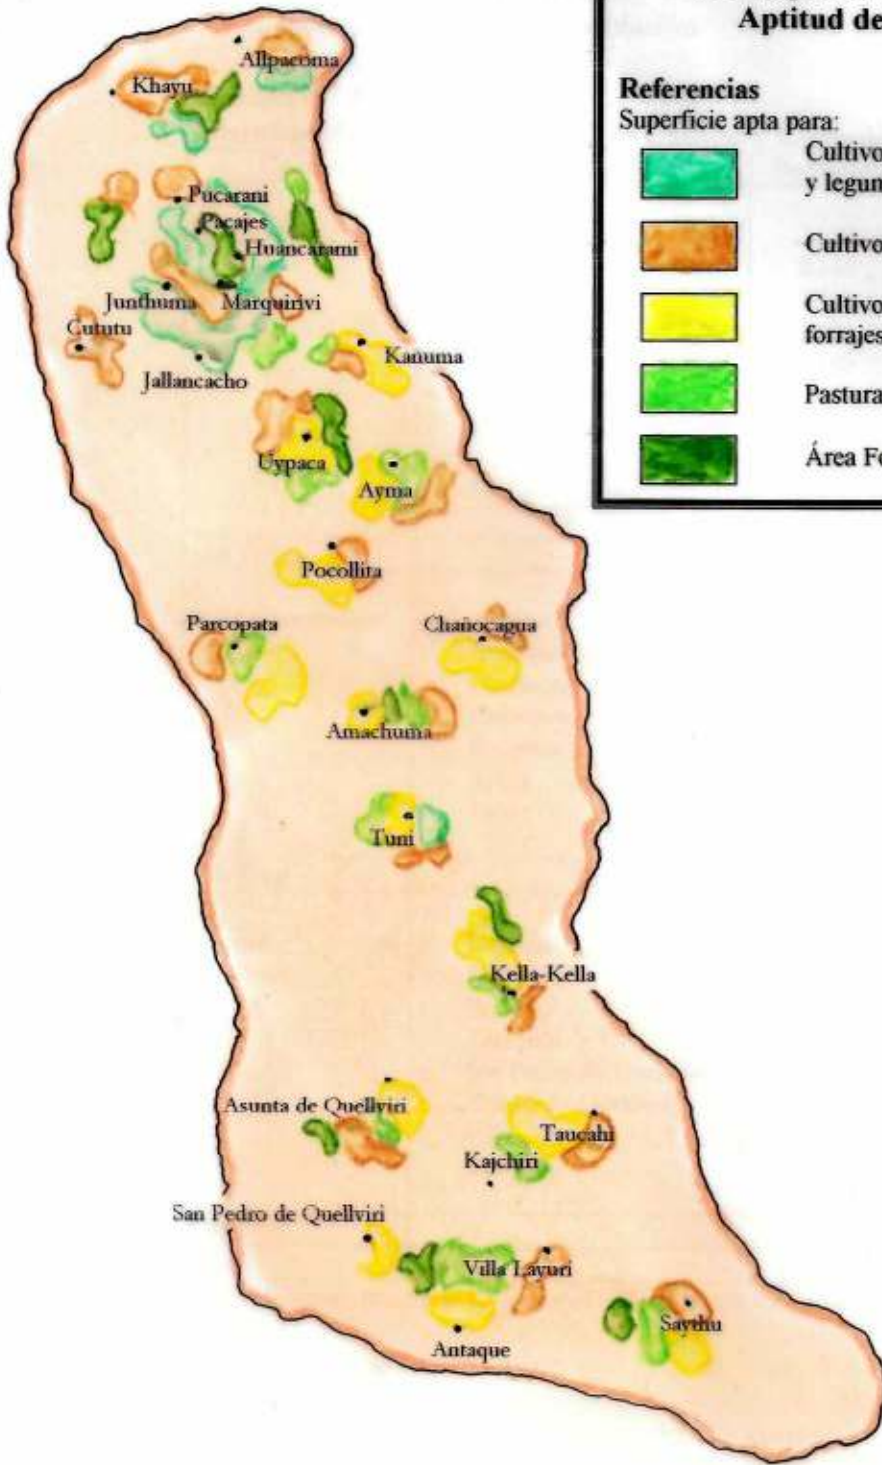 Aptitud de
Referencias
Superficie apta para:
Cultivo
y legun
Cultivo
Cultivo
forrajes
Pastura
Área Fo
Allpacoma
Khayu
Pucarani
Pacajes
Huancarami
Junthuma
Marquirivi
Cututu
Kanuma
Jallancacho
Uypaca
Ayma
Pocollita
Parcopata
Chañocagua
Amachuma
Tuni
Kella-Kella
Asunta de Quellviri
Taucahi
Kajchiri
San Pedro de Quellviri
Villa Layuri
Saythu
Antaque